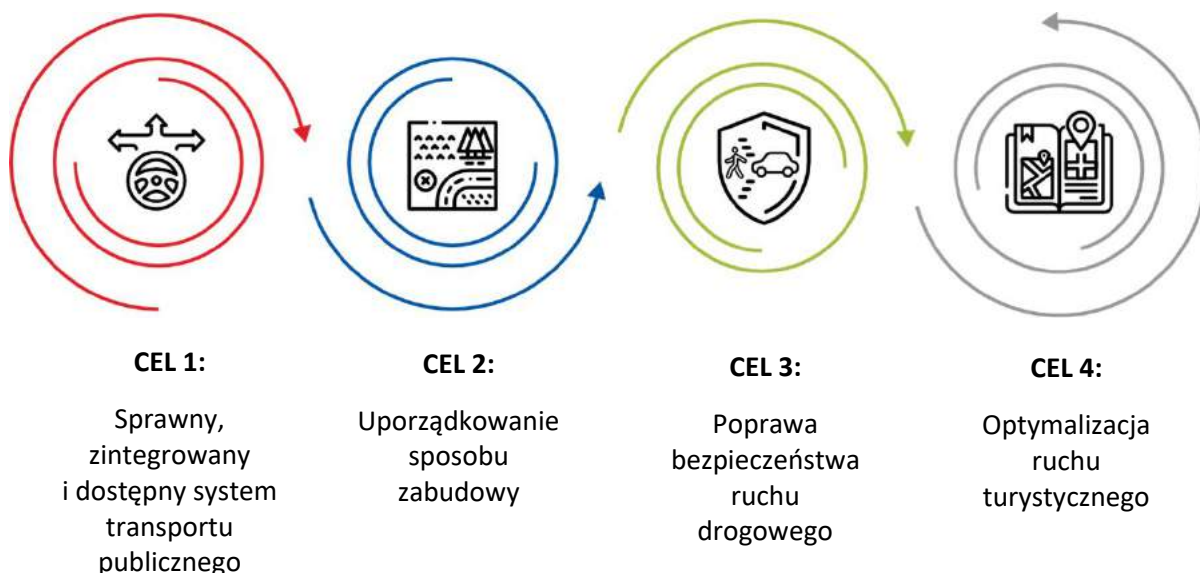 CEL 1:
Sprawny,
zintegrowany
i dostępny system
transportu
publicznego
CEL 2:
Uporządkowanie
sposobu
zabudowy
CEL 3:
Poprawa
bezpieczeństwa
ruchu
drogowego
CEL 4:
Optymalizacja
ruchu
turystycznego